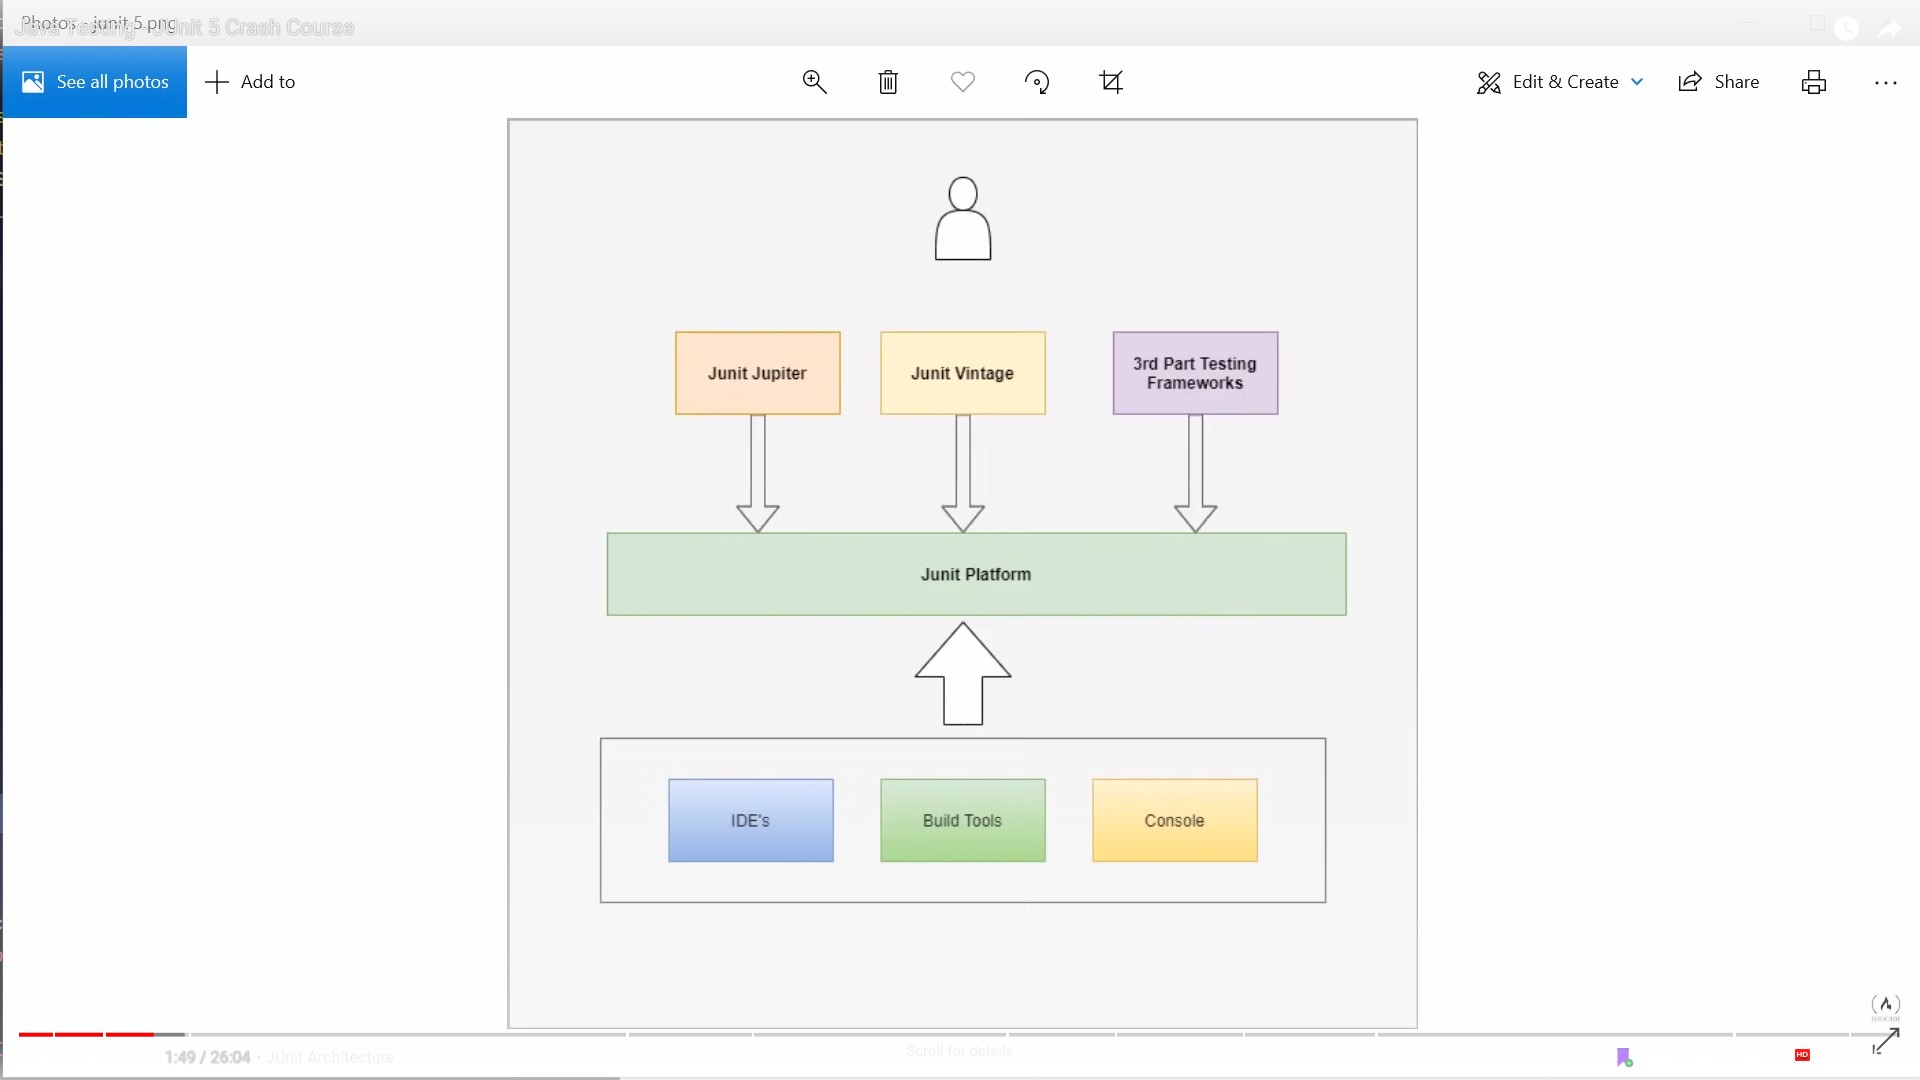 Photos - junit 5.png
Java Testing - JUnit 5 Crash Course
See all photos
Add to
Edit & Create
Share
Junit Jupiter
Junit Vintage
3rd Part Testing
Frameworks
Junit Platform
IDE's
Build Tools
Console
SUBSCRIBE
1:49 / 26:04 • JUnit Architecture
Scroll for details
HD